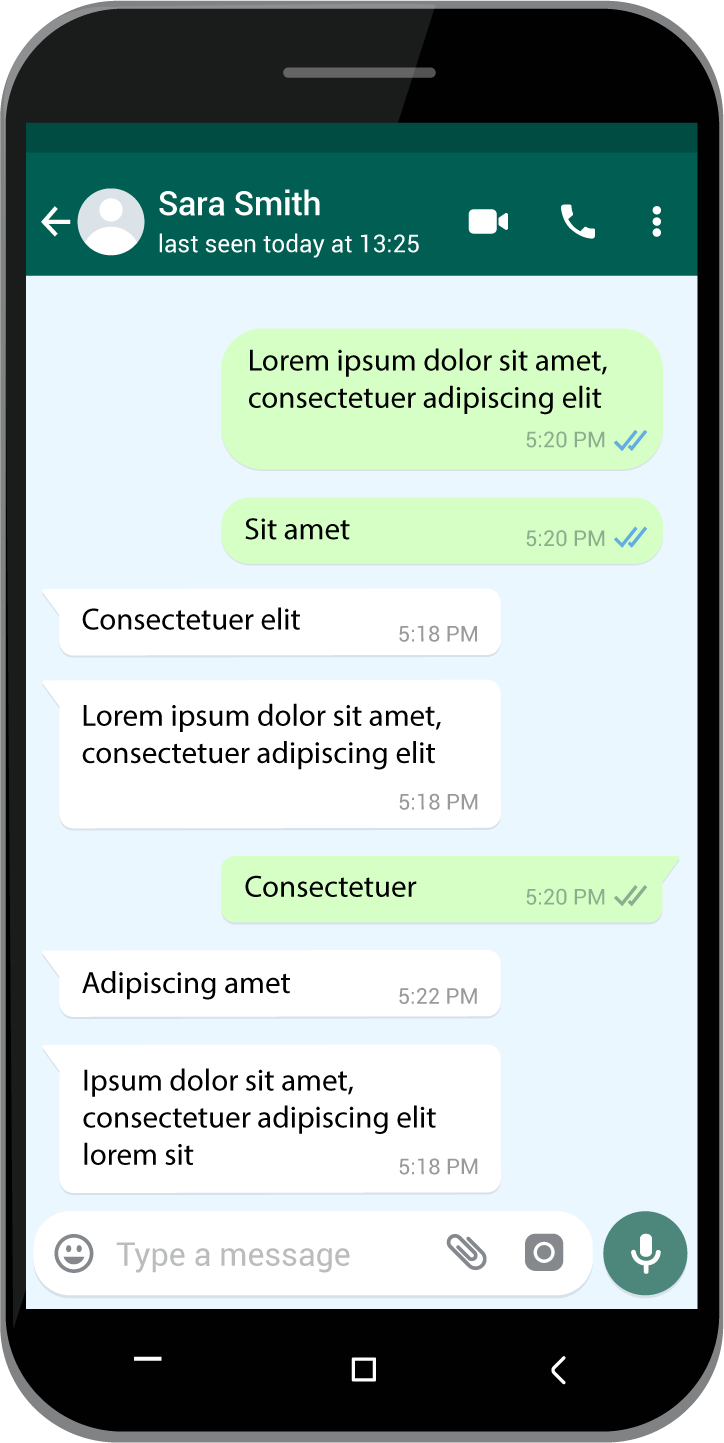 Sara Smith
last seen today at 13:25
Lorem ipsum dolor sit amet,
consectetuer adipiscing elit
5:20 PM
Sit amet
5:20 PM
Consectetuer elit
5:18 PM
Lorem ipsum dolor sit amet,
consectetuer adipiscing elit
5:18 PM
Consectetuer
5:20 PM
Adipiscing amet
5:22 PM
Ipsum dolor sit amet,
consectetuer adipiscing elit
lorem sit
5:18 PM
Type a message